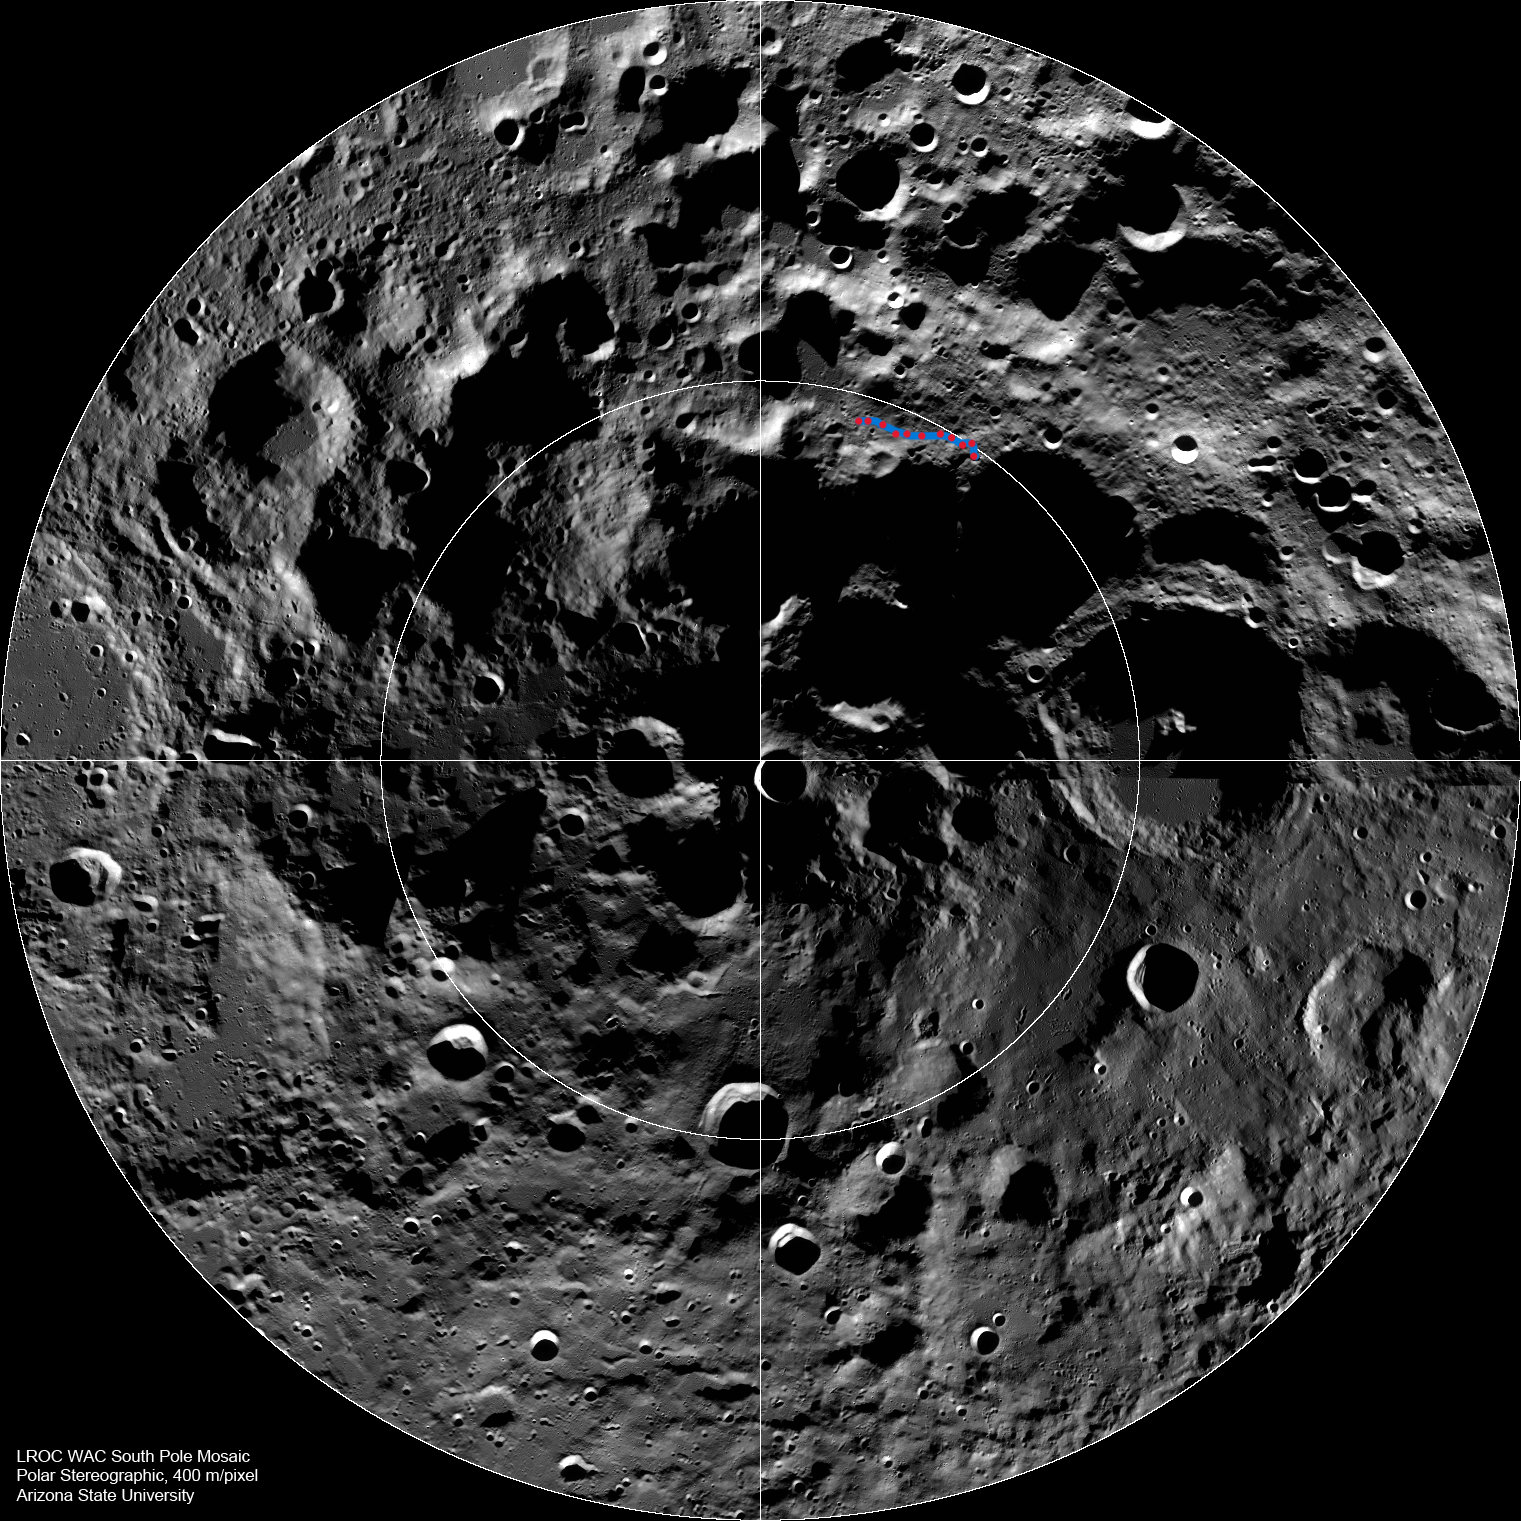 LROC WAC South Pole Mosaic
Polar Stereographic, 400 m/pixel
Arizona State University